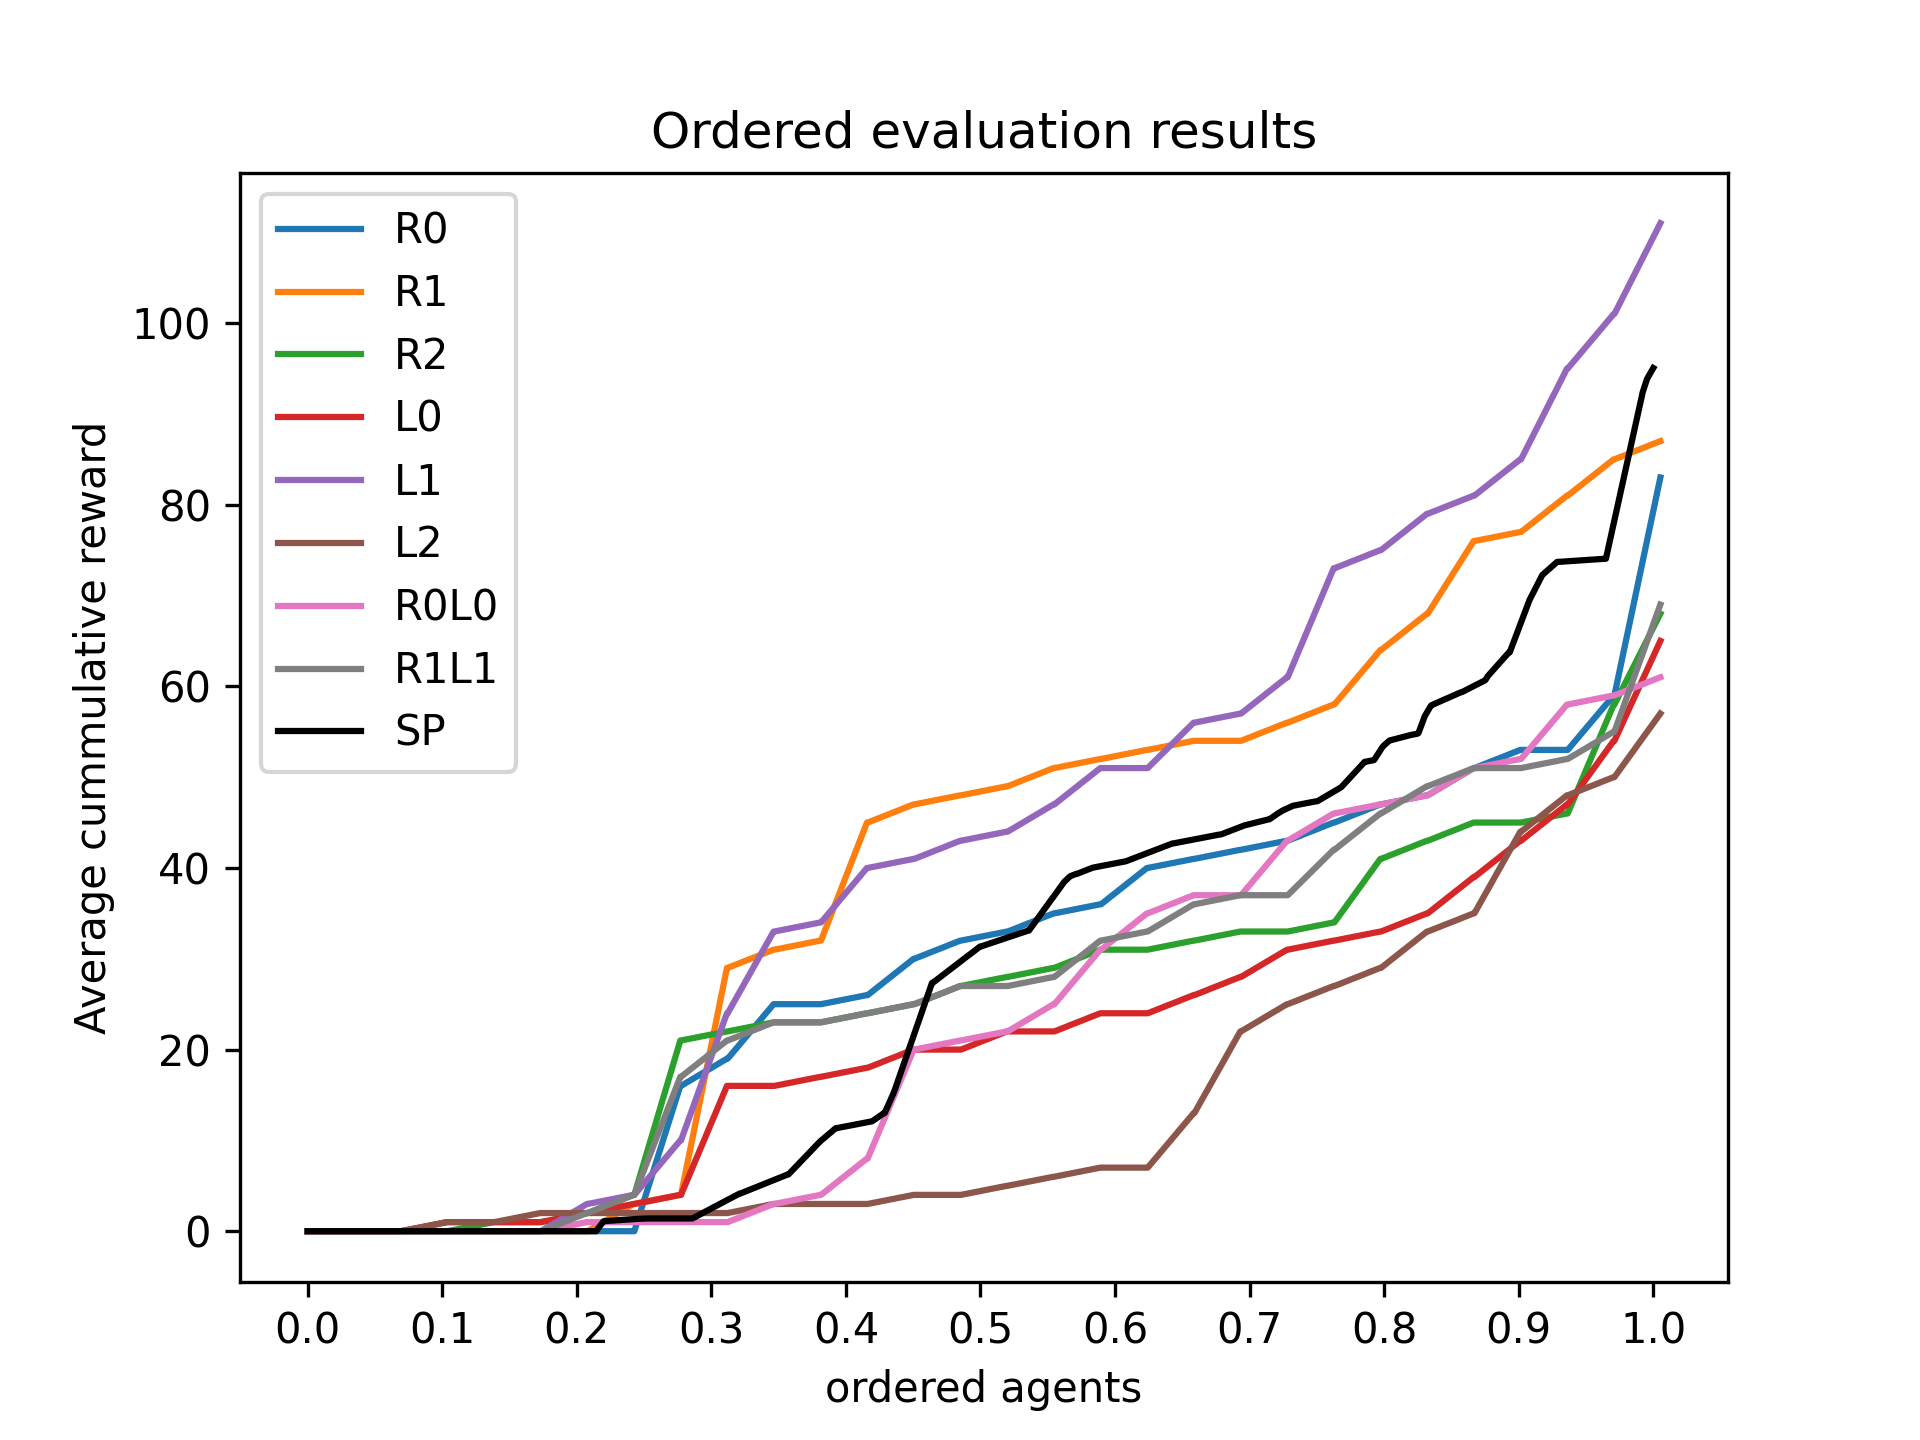 Ordered evaluation results
R0
R1
R2
L0
L1
L2
R0L0
R1L1
SP
Average cummulative reward
100
80
60
40
20
0
0.0 0.1 0.2 0.3 0.4 0.5 0.6 0.7 0.8 0.9 1.0
ordered agents